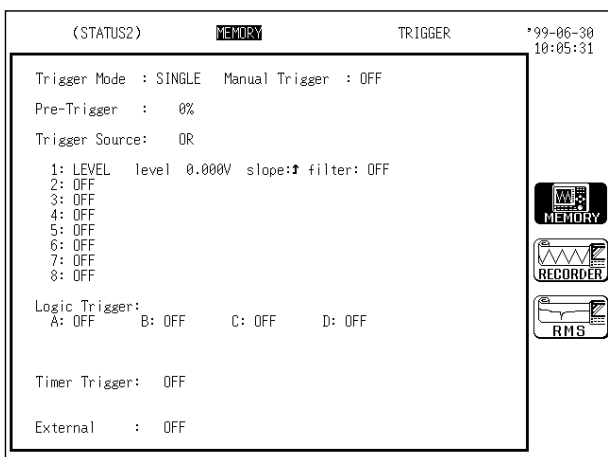 (STATUS2) MEMORY TRIGGER '99-06-30
10:05:31
Trigger Mode : SINGLE Manual Trigger : OFF
Pre-Trigger : 0%
Trigger Source: OR
1: LEVEL level 0.000V slope:↑ filter: OFF
2: OFF
3: OFF
4: OFF
5: OFF
6: OFF
7: OFF
8: OFF
Logic Trigger:
A: OFF B: OFF C: OFF D: OFF
Timer Trigger: OFF
External : OFF
MEMORY
RECORDER
RMS